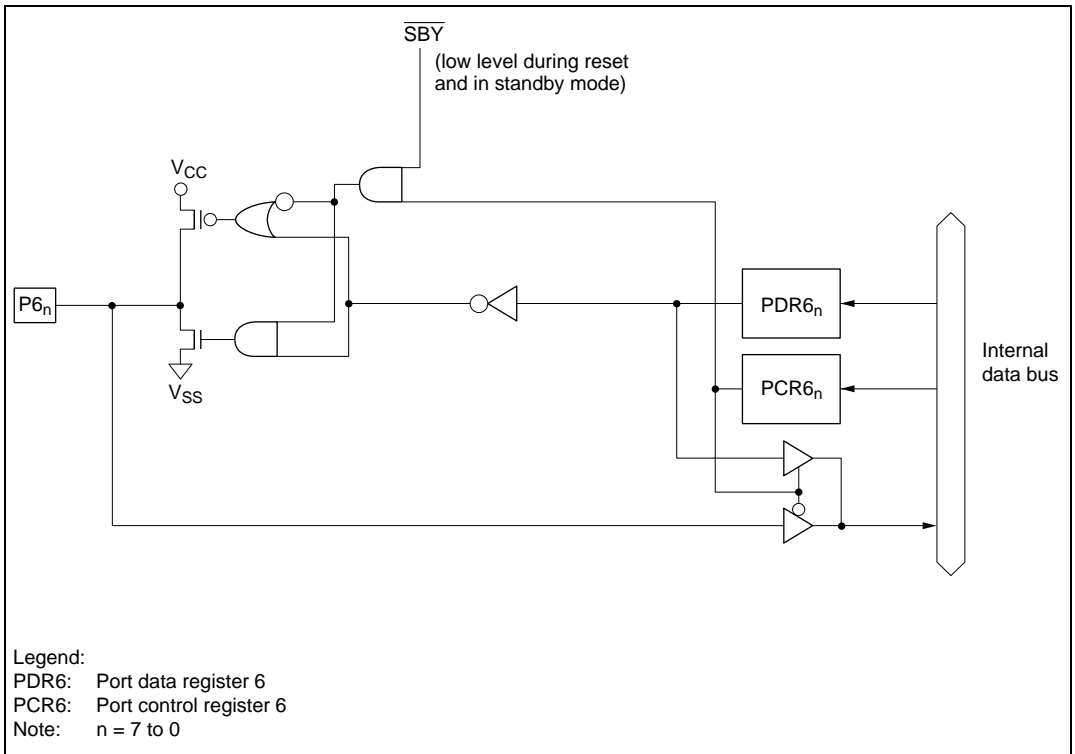 SBY
(low level during reset
and in standby mode)
VCC
P6n
VSS
PDR6n
PCR6n
Internal
data bus
Legend:
PDR6: Port data register 6
PCR6: Port control register 6
Note: n = 7 to 0